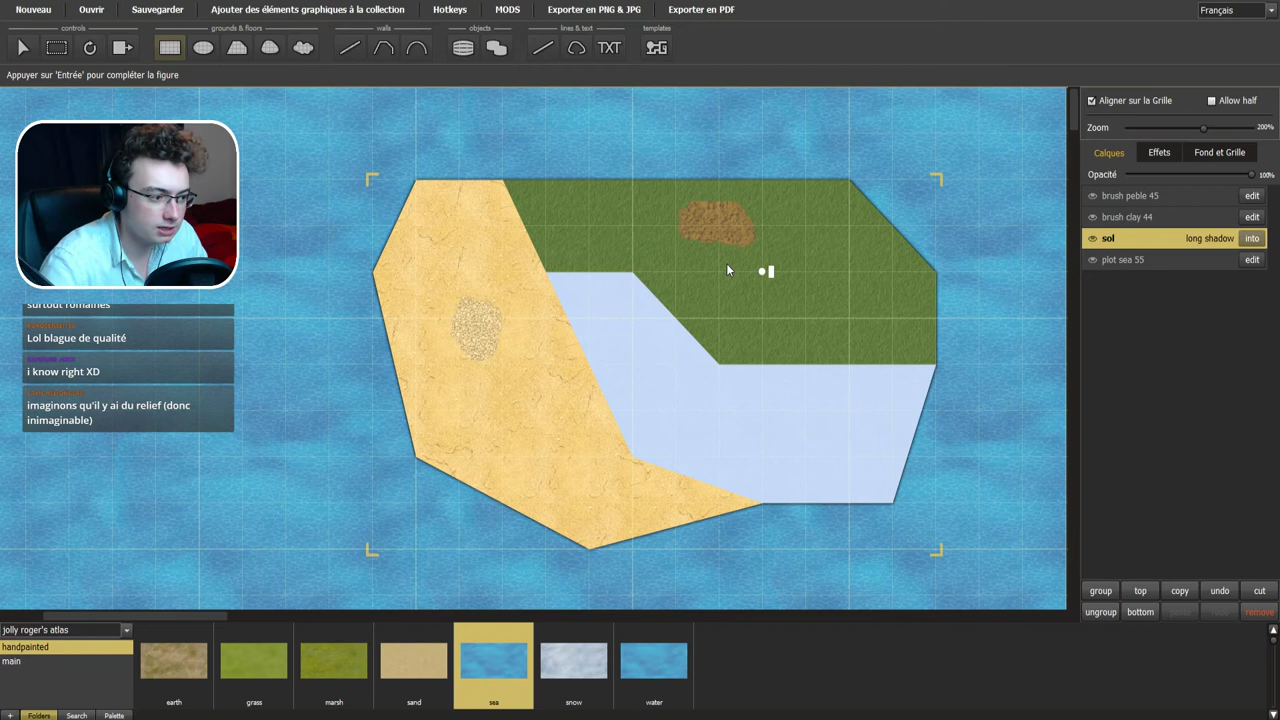 Nouveau Ouvrir Sauvegarder Ajouter des éléments graphiques à la collection Hotkeys MODS Exporter en PNG & JPG Exporter en PDF Français
controls grounds & floors walls objects lines & text templates
TXT
Appuyer sur 'Entrée' pour compléter la figure
Aligner sur la Grille Allow half
Zoom 200%
Calques Effets Fond et Grille
Opacité 100%
brush peble 45 edit
brush clay 44 edit
sol long shadow into
plot sea 55 edit
surtout romaines
Lol blague de qualité
i know right XD
imaginons qu'il y ai du relief (donc
inimaginable)
group top copy undo cut
ungroup bottom remove
jolly roger's atlas
handpainted
main
earth grass marsh sand sea snow water
+ Folders Search Palette